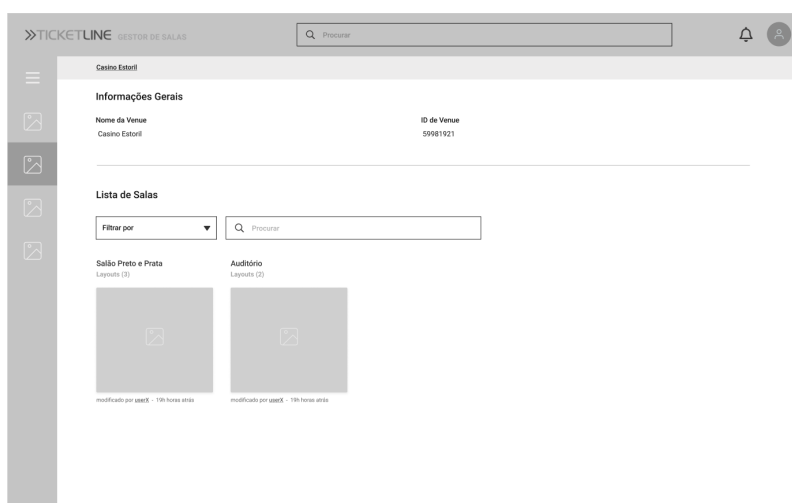 TICKETLINE GESTOR DE SALAS
Procurar
Casino Estoril
Informações Gerais
Nome da Venue
ID de Venue
Casino Estoril
59981921
Lista de Salas
Filtrar por
Procurar
Salão Preto e Prata
Auditório
Layouts (3)
Layouts (2)
modificado por userX - 19h horas atrás
modificado por userX - 19h horas atrás